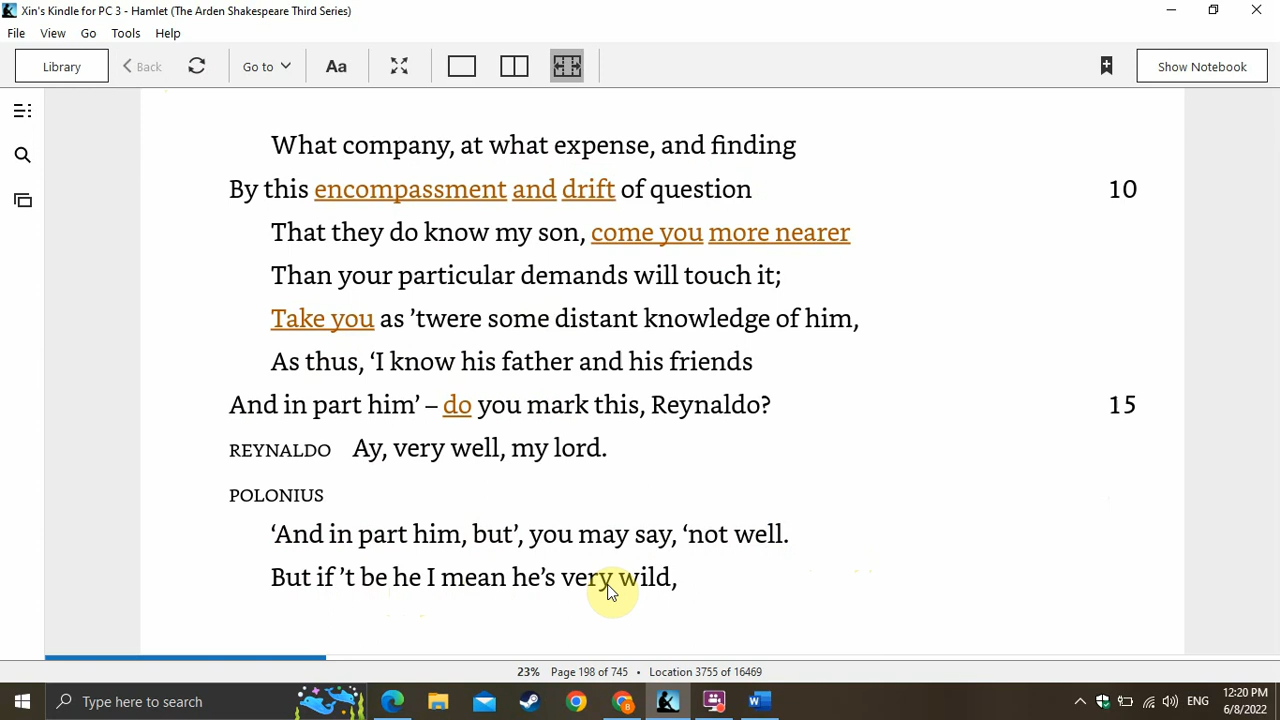 Xin's Kindle for PC 3 - Hamlet (The Arden Shakespeare Third Series)
File View Go Tools Help
Library Back Go to Aa Show Notebook
What company, at what expense, and finding
By this encompassment and drift of question 10
That they do know my son, come you more nearer
Than your particular demands will touch it;
Take you as ’twere some distant knowledge of him,
As thus, ‘I know his father and his friends
And in part him’ – do you mark this, Reynaldo? 15
REYNALDO Ay, very well, my lord.
POLONIUS
‘And in part him, but’, you may say, ‘not well.
But if ’t be he I mean he’s very wild,
23% Page 198 of 745 • Location 3755 of 16469
Type here to search
ENG
12:20 PM
6/8/2022